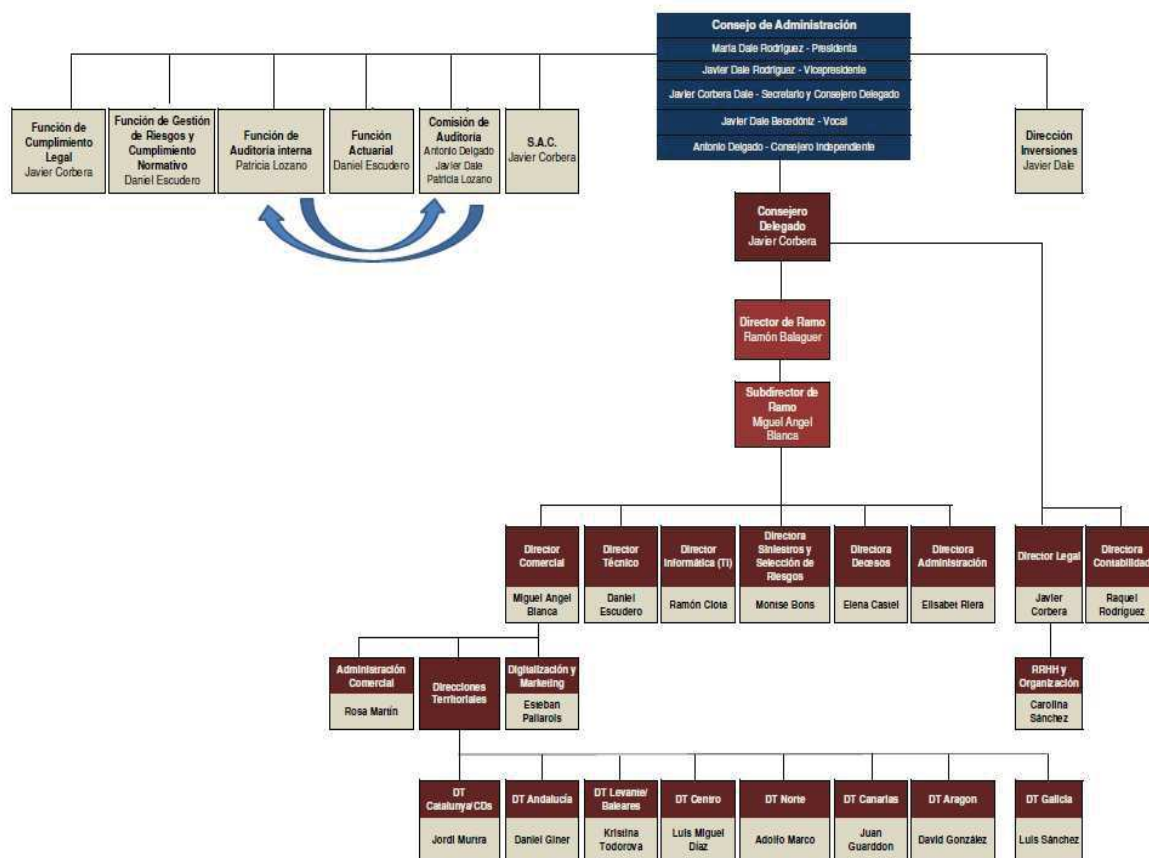 Consejo de Administración
María Dale Rodríguez - Presidenta
Javier Dale Rodríguez - Vicepresidente
Javier Corbera Dale - Secretario y Consejero Delegado
Javier Dale Becedóniz - Vocal
Antonio Delgado - Consejero Independiente
Función de
Cumplimiento
Legal
Javier Corbera
Función de Gestión
de Riesgos y
Cumplimiento
Normativo
Daniel Escudero
Función de
Auditoría interna
Patricia Lozano
Función
Actuarial
Daniel Escudero
Comisión de
Auditoría
Antonio Delgado
Javier Dale
Patricia Lozano
S.A.C.
Javier Corbera
Dirección
Inversiones
Javier Dale
Consejero
Delegado
Javier Corbera
Director de Ramo
Ramón Balaguer
Subdirector de
Ramo
Miguel Angel
Blanca
Director
Comercial
Miguel Angel
Blanca
Director
Técnico
Daniel
Escudero
Director
Informática (TI)
Ramón Clota
Directora
Siniestros y
Selección de
Riesgos
Montse Bons
Directora
Decesos
Elena Castel
Directora
Administración
Elisabet Riera
Director Legal
Javier
Corbera
Directora
Contabilidad
Raquel
Rodríguez
Administración
Comercial
Rosa Martín
Direcciones
Territoriales
Digitalización y
Marketing
Esteban
Pallarols
RRHH y
Organización
Carolina
Sánchez
DT
Catalunya/CDs
Jordi
DT Andalucía
Daniel Giner
DT Levante/
Baleares
Kristina
Todorova
DT Centro
Luis Miguel
Díaz
DT Norte
Adolfo Marco
DT Canarias
Juan
Guarddon
DT Aragon
David González
DT Galicia
Luis Sánchez